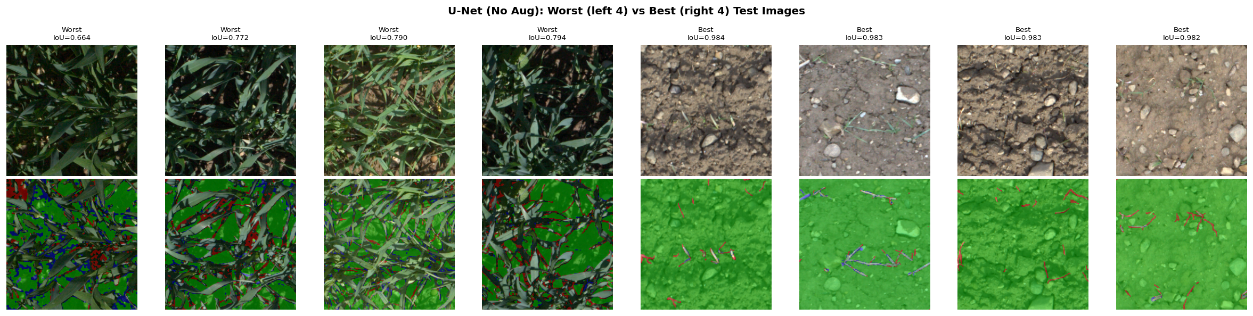 U-Net (No Aug): Worst (left 4) vs Best (right 4) Test Images
Worst
IoU=0.664
Worst
IoU=0.772
Worst
IoU=0.790
Worst
IoU=0.794
Best
IoU=0.984
Best
IoU=0.983
Best
IoU=0.983
Best
IoU=0.982